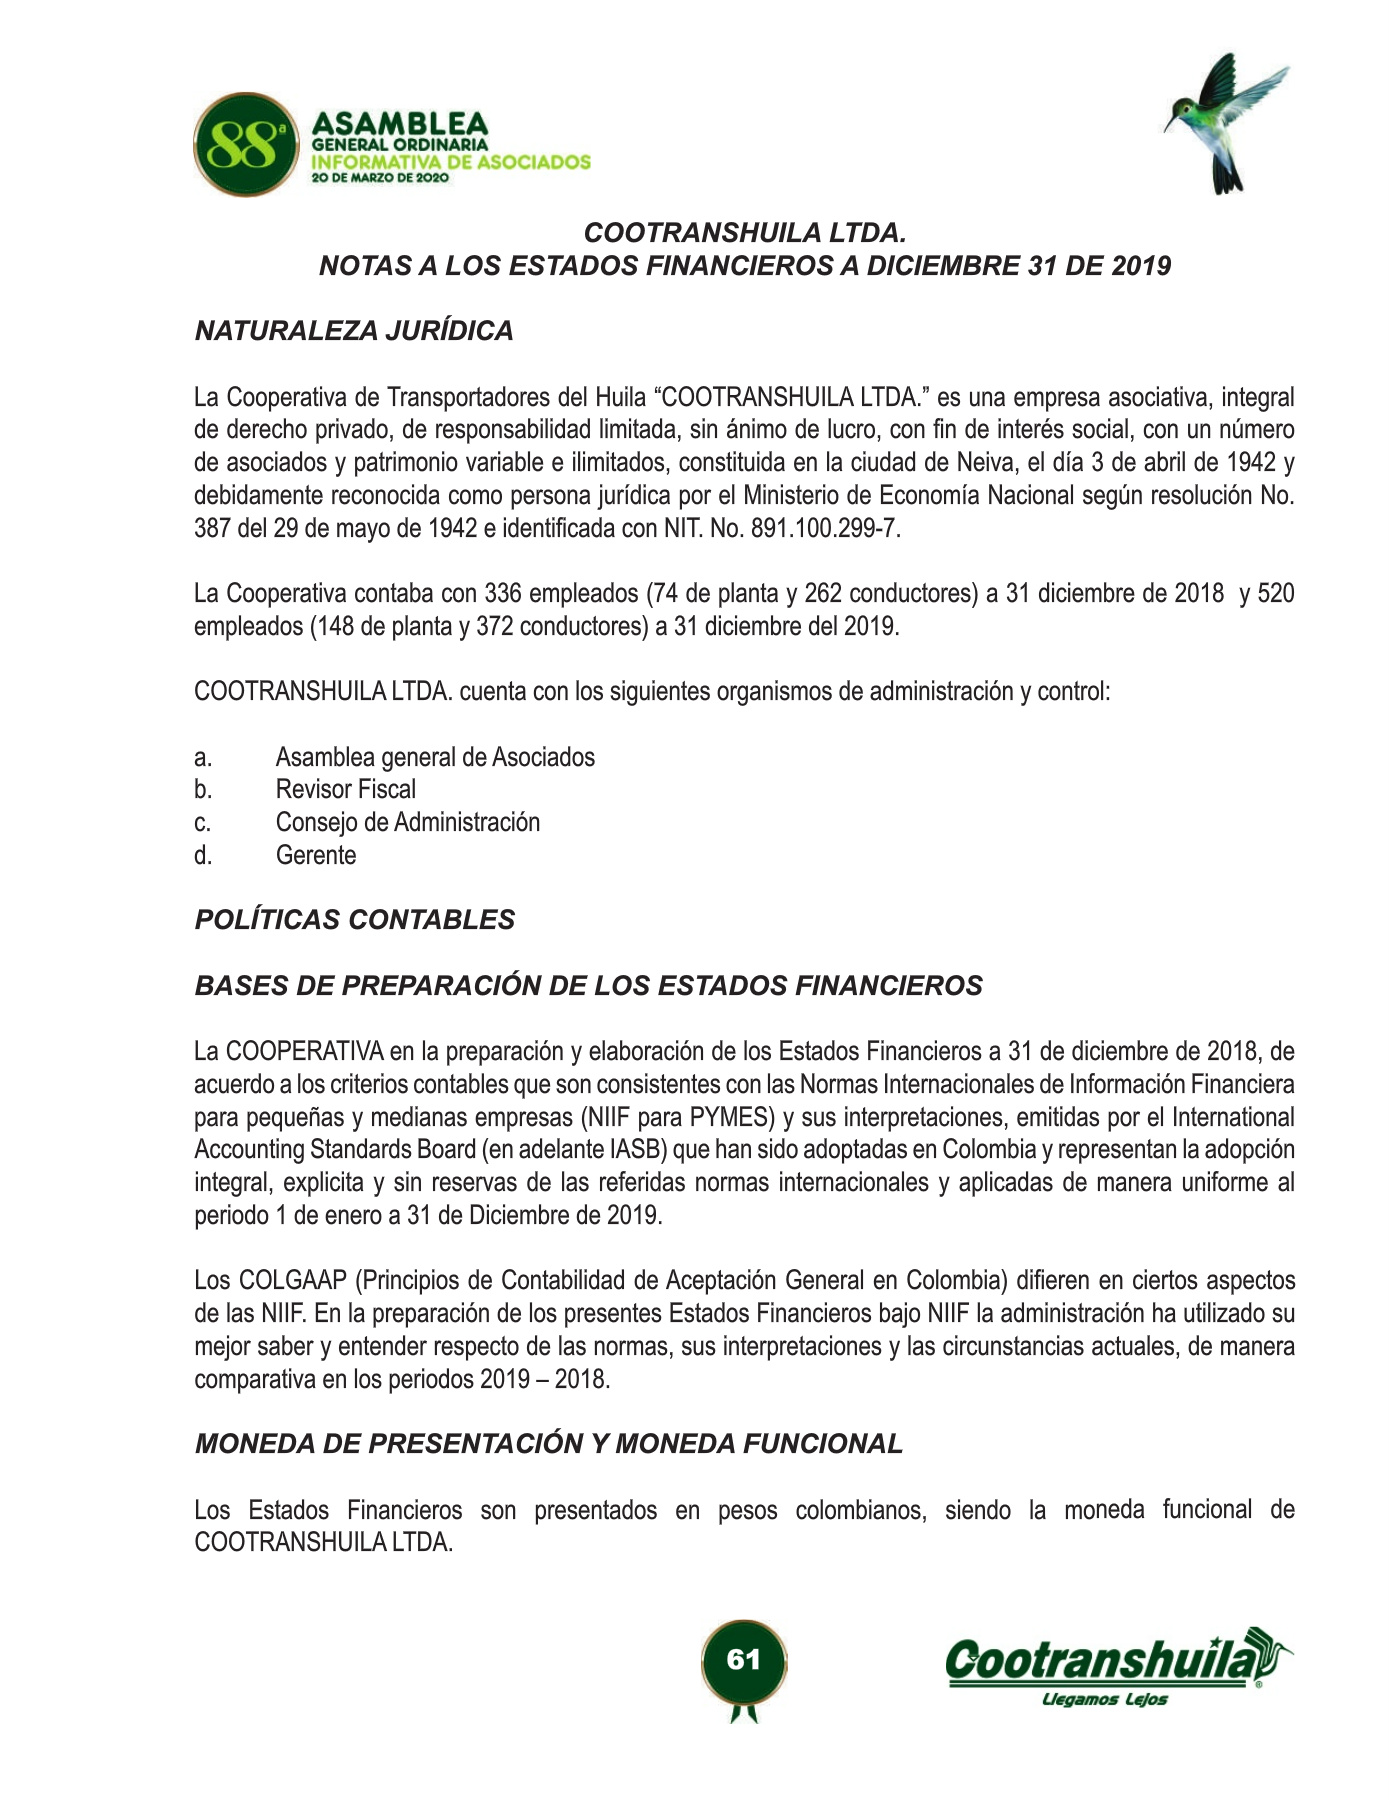 88ª
ASAMBLEA
GENERAL ORDINARIA
INFORMATIVA DE ASOCIADOS
20 DE MARZO DE 2020
COOTRANSHUILA LTDA.
NOTAS A LOS ESTADOS FINANCIEROS A DICIEMBRE 31 DE 2019
NATURALEZA JURÍDICA
La Cooperativa de Transportadores del Huila “COOTRANSHUILA LTDA.” es una empresa asociativa, integral
de derecho privado, de responsabilidad limitada, sin ánimo de lucro, con fin de interés social, con un número
de asociados y patrimonio variable e ilimitados, constituida en la ciudad de Neiva, el día 3 de abril de 1942 y
debidamente reconocida como persona jurídica por el Ministerio de Economía Nacional según resolución No.
387 del 29 de mayo de 1942 e identificada con NIT. No. 891.100.299-7.
La Cooperativa contaba con 336 empleados (74 de planta y 262 conductores) a 31 diciembre de 2018 y 520
empleados (148 de planta y 372 conductores) a 31 diciembre del 2019.
COOTRANSHUILA LTDA. cuenta con los siguientes organismos de administración y control:
a. Asamblea general de Asociados
b. Revisor Fiscal
c. Consejo de Administración
d. Gerente
POLÍTICAS CONTABLES
BASES DE PREPARACIÓN DE LOS ESTADOS FINANCIEROS
La COOPERATIVA en la preparación y elaboración de los Estados Financieros a 31 de diciembre de 2018, de
acuerdo a los criterios contables que son consistentes con las Normas Internacionales de Información Financiera
para pequeñas y medianas empresas (NIIF para PYMES) y sus interpretaciones, emitidas por el International
Accounting Standards Board (en adelante IASB) que han sido adoptadas en Colombia y representan la adopción
integral, explicita y sin reservas de las referidas normas internacionales y aplicadas de manera uniforme al
periodo 1 de enero a 31 de Diciembre de 2019.
Los COLGAAP (Principios de Contabilidad de Aceptación General en Colombia) difieren en ciertos aspectos
de las NIIF. En la preparación de los presentes Estados Financieros bajo NIIF la administración ha utilizado su
mejor saber y entender respecto de las normas, sus interpretaciones y las circunstancias actuales, de manera
comparativa en los periodos 2019 – 2018.
MONEDA DE PRESENTACIÓN Y MONEDA FUNCIONAL
Los Estados Financieros son presentados en pesos colombianos, siendo la moneda funcional de
COOTRANSHUILA LTDA.
61
Cootranshuila
®
Llegamos Lejos